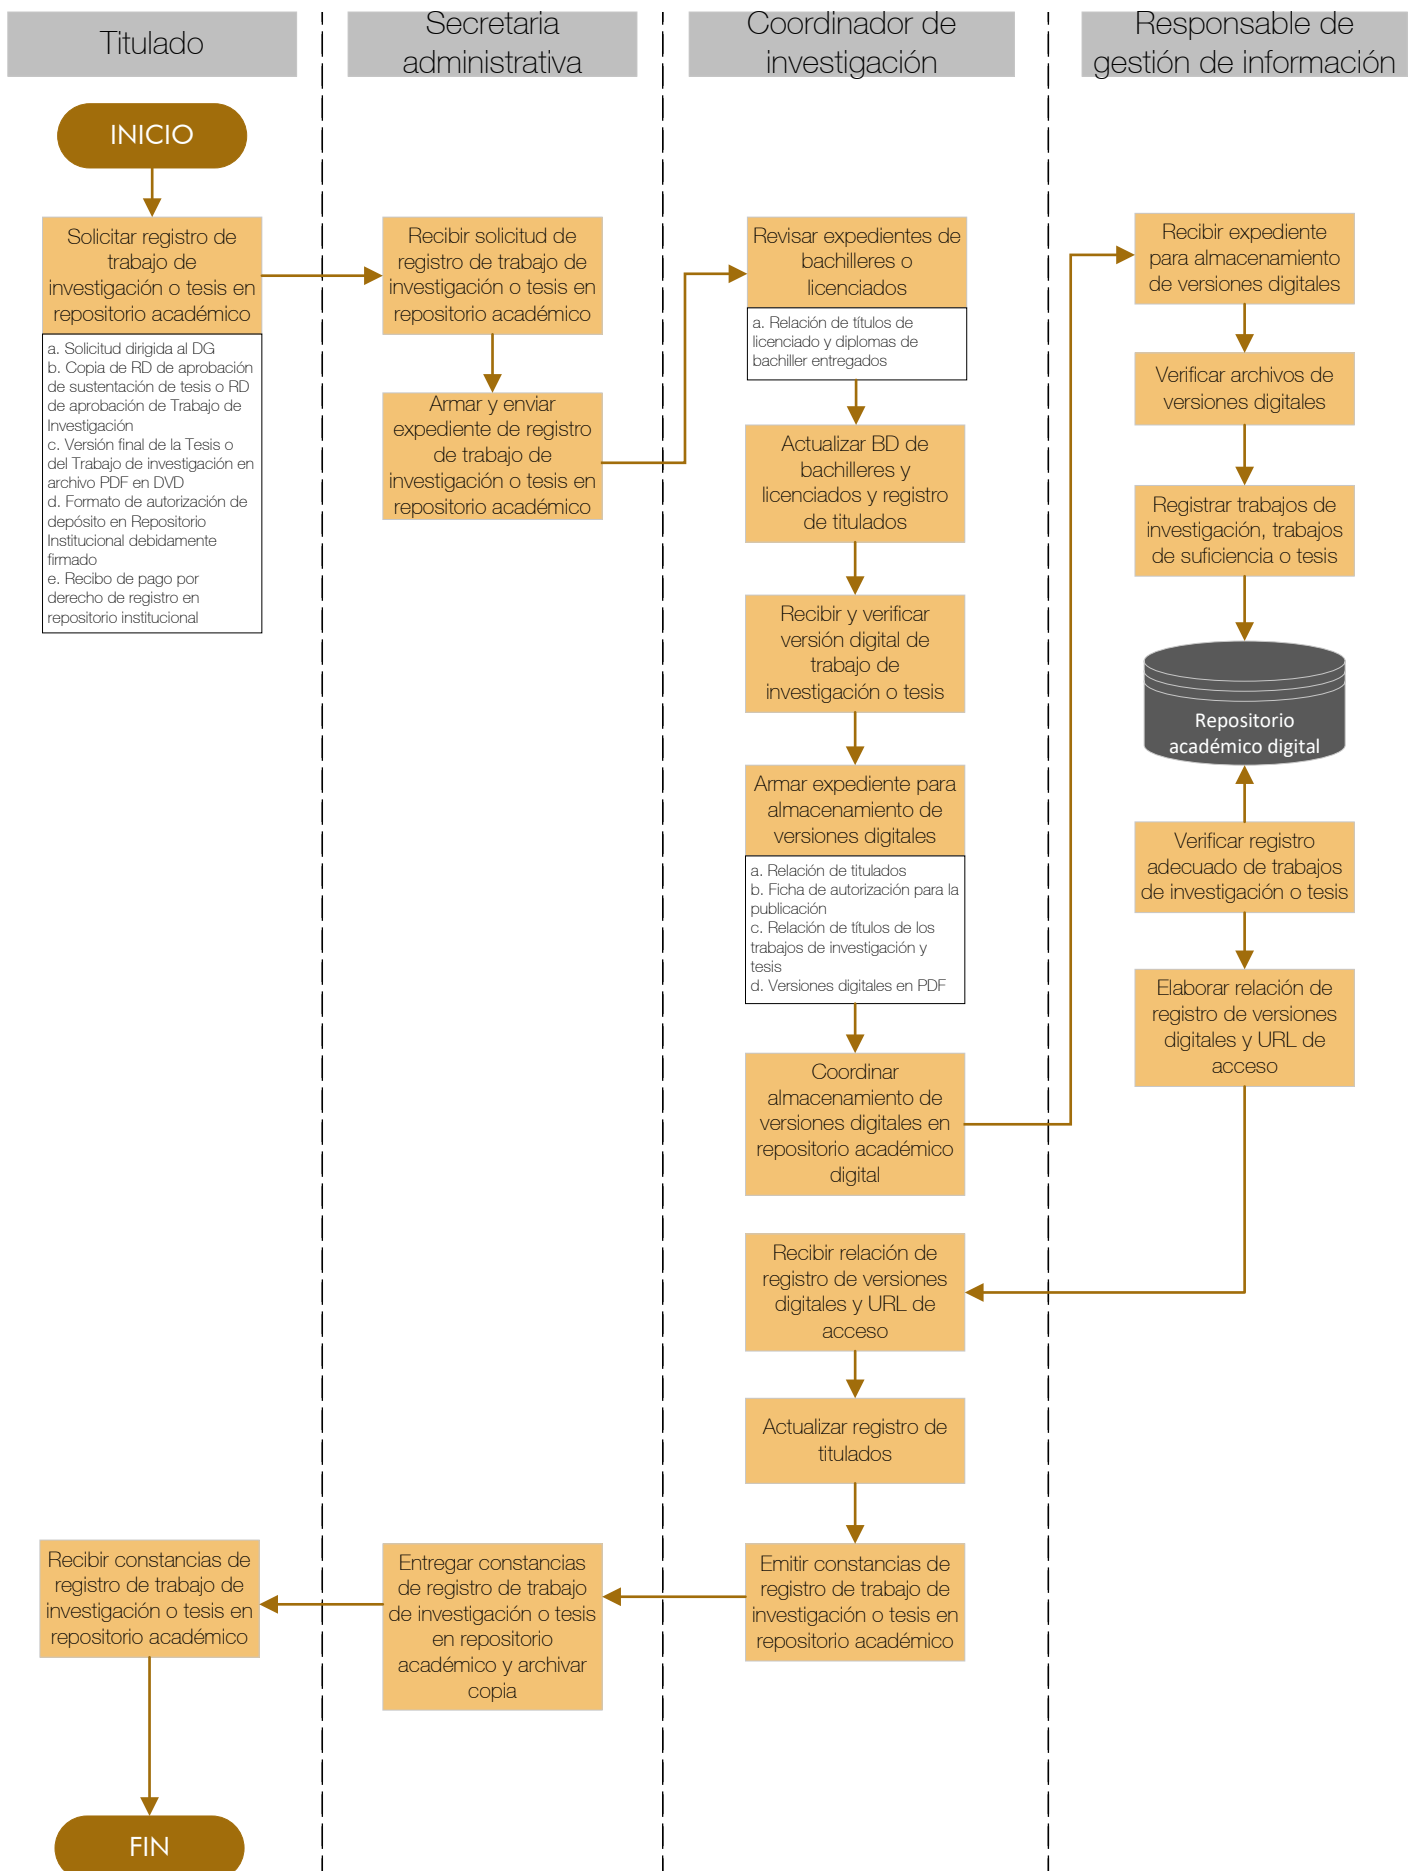 Titulado
Secretaria
administrativa
Coordinador de
investigación
Responsable de
gestión de información
INICIO
Solicitar registro de
trabajo de
investigación o tesis en
repositorio académico
a. Solicitud dirigida al DG
b. Copia de RD de aprobación
de sustentación de tesis o RD
de aprobación de Trabajo de
Investigación
c. Versión final de la Tesis o
del Trabajo de investigación en
archivo PDF en DVD
d. Formato de autorización de
depósito en Repositorio
Institucional debidamente
firmado
e. Recibo de pago por
derecho de registro en
repositorio institucional
Recibir solicitud de
registro de trabajo de
investigación o tesis en
repositorio académico
Armar y enviar
expediente de registro
de trabajo de
investigación o tesis en
repositorio académico
Revisar expedientes de
bachilleres o
licenciados
a. Relación de títulos de
licenciado y diplomas de
bachiller entregados
Actualizar BD de
bachilleres y
licenciados y registro
de titulados
Recibir y verificar
versión digital de
trabajo de
investigación o tesis
Armar expediente para
almacenamiento de
versiones digitales
a. Relación de titulados
b. Ficha de autorización para la
publicación
c. Relación de títulos de los
trabajos de investigación y
tesis
d. Versiones digitales en PDF
Coordinar
almacenamiento de
versiones digitales en
repositorio académico
digital
Recibir expediente
para almacenamiento
de versiones digitales
Verificar archivos de
versiones digitales
Registrar trabajos de
investigación, trabajos
de suficiencia o tesis
Repositorio
académico digital
Verificar registro
adecuado de trabajos
de investigación o tesis
Elaborar relación de
registro de versiones
digitales y URL de
acceso
Recibir relación de
registro de versiones
digitales y URL de
acceso
Actualizar registro de
titulados
Emitir constancias de
registro de trabajo de
investigación o tesis en
repositorio académico
Entregar constancias
de registro de trabajo
de investigación o tesis
en repositorio
académico y archivar
copia
Recibir constancias de
registro de trabajo de
investigación o tesis en
repositorio académico
FIN